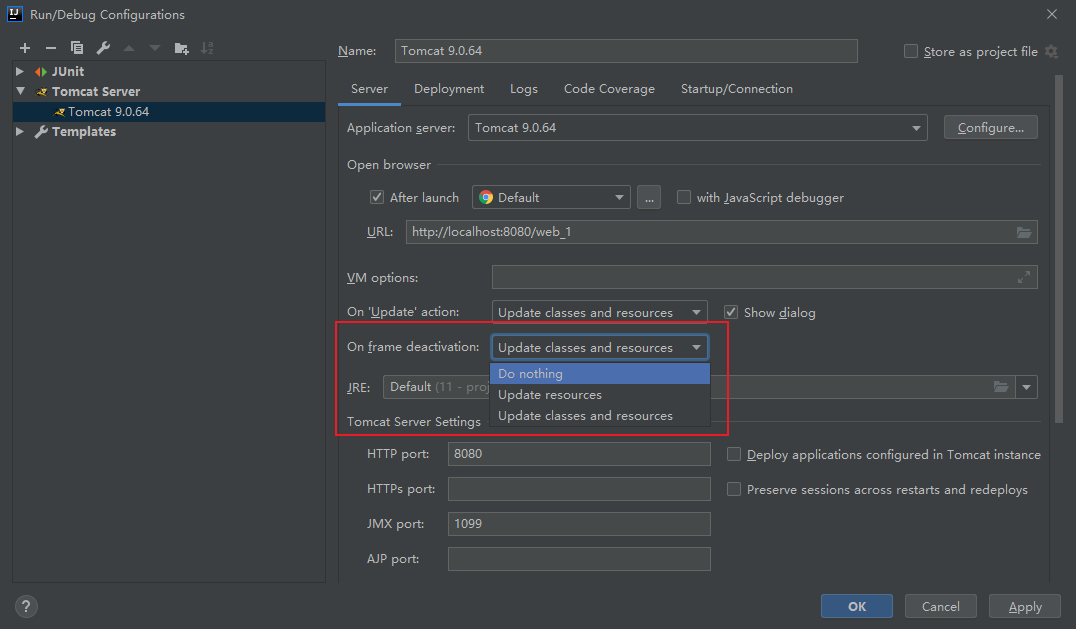 IJ Run/Debug Configurations
Name: Tomcat 9.0.64 Store as project file
JUnit
Tomcat Server
Tomcat 9.0.64
Templates
Server Deployment Logs Code Coverage Startup/Connection
Application server: Tomcat 9.0.64 Configure...
Open browser
After launch Default ... with JavaScript debugger
URL: http://localhost:8080/web_1
VM options:
On 'Update' action: Update classes and resources Show dialog
On frame deactivation: Update classes and resources
Do nothing
Update resources
Update classes and resources
JRE: Default (11 - proj
Tomcat Server Settings
HTTP port: 8080 Deploy applications configured in Tomcat instance
HTTPs port: Preserve sessions across restarts and redeploys
JMX port: 1099
AJP port:
? OK Cancel Apply